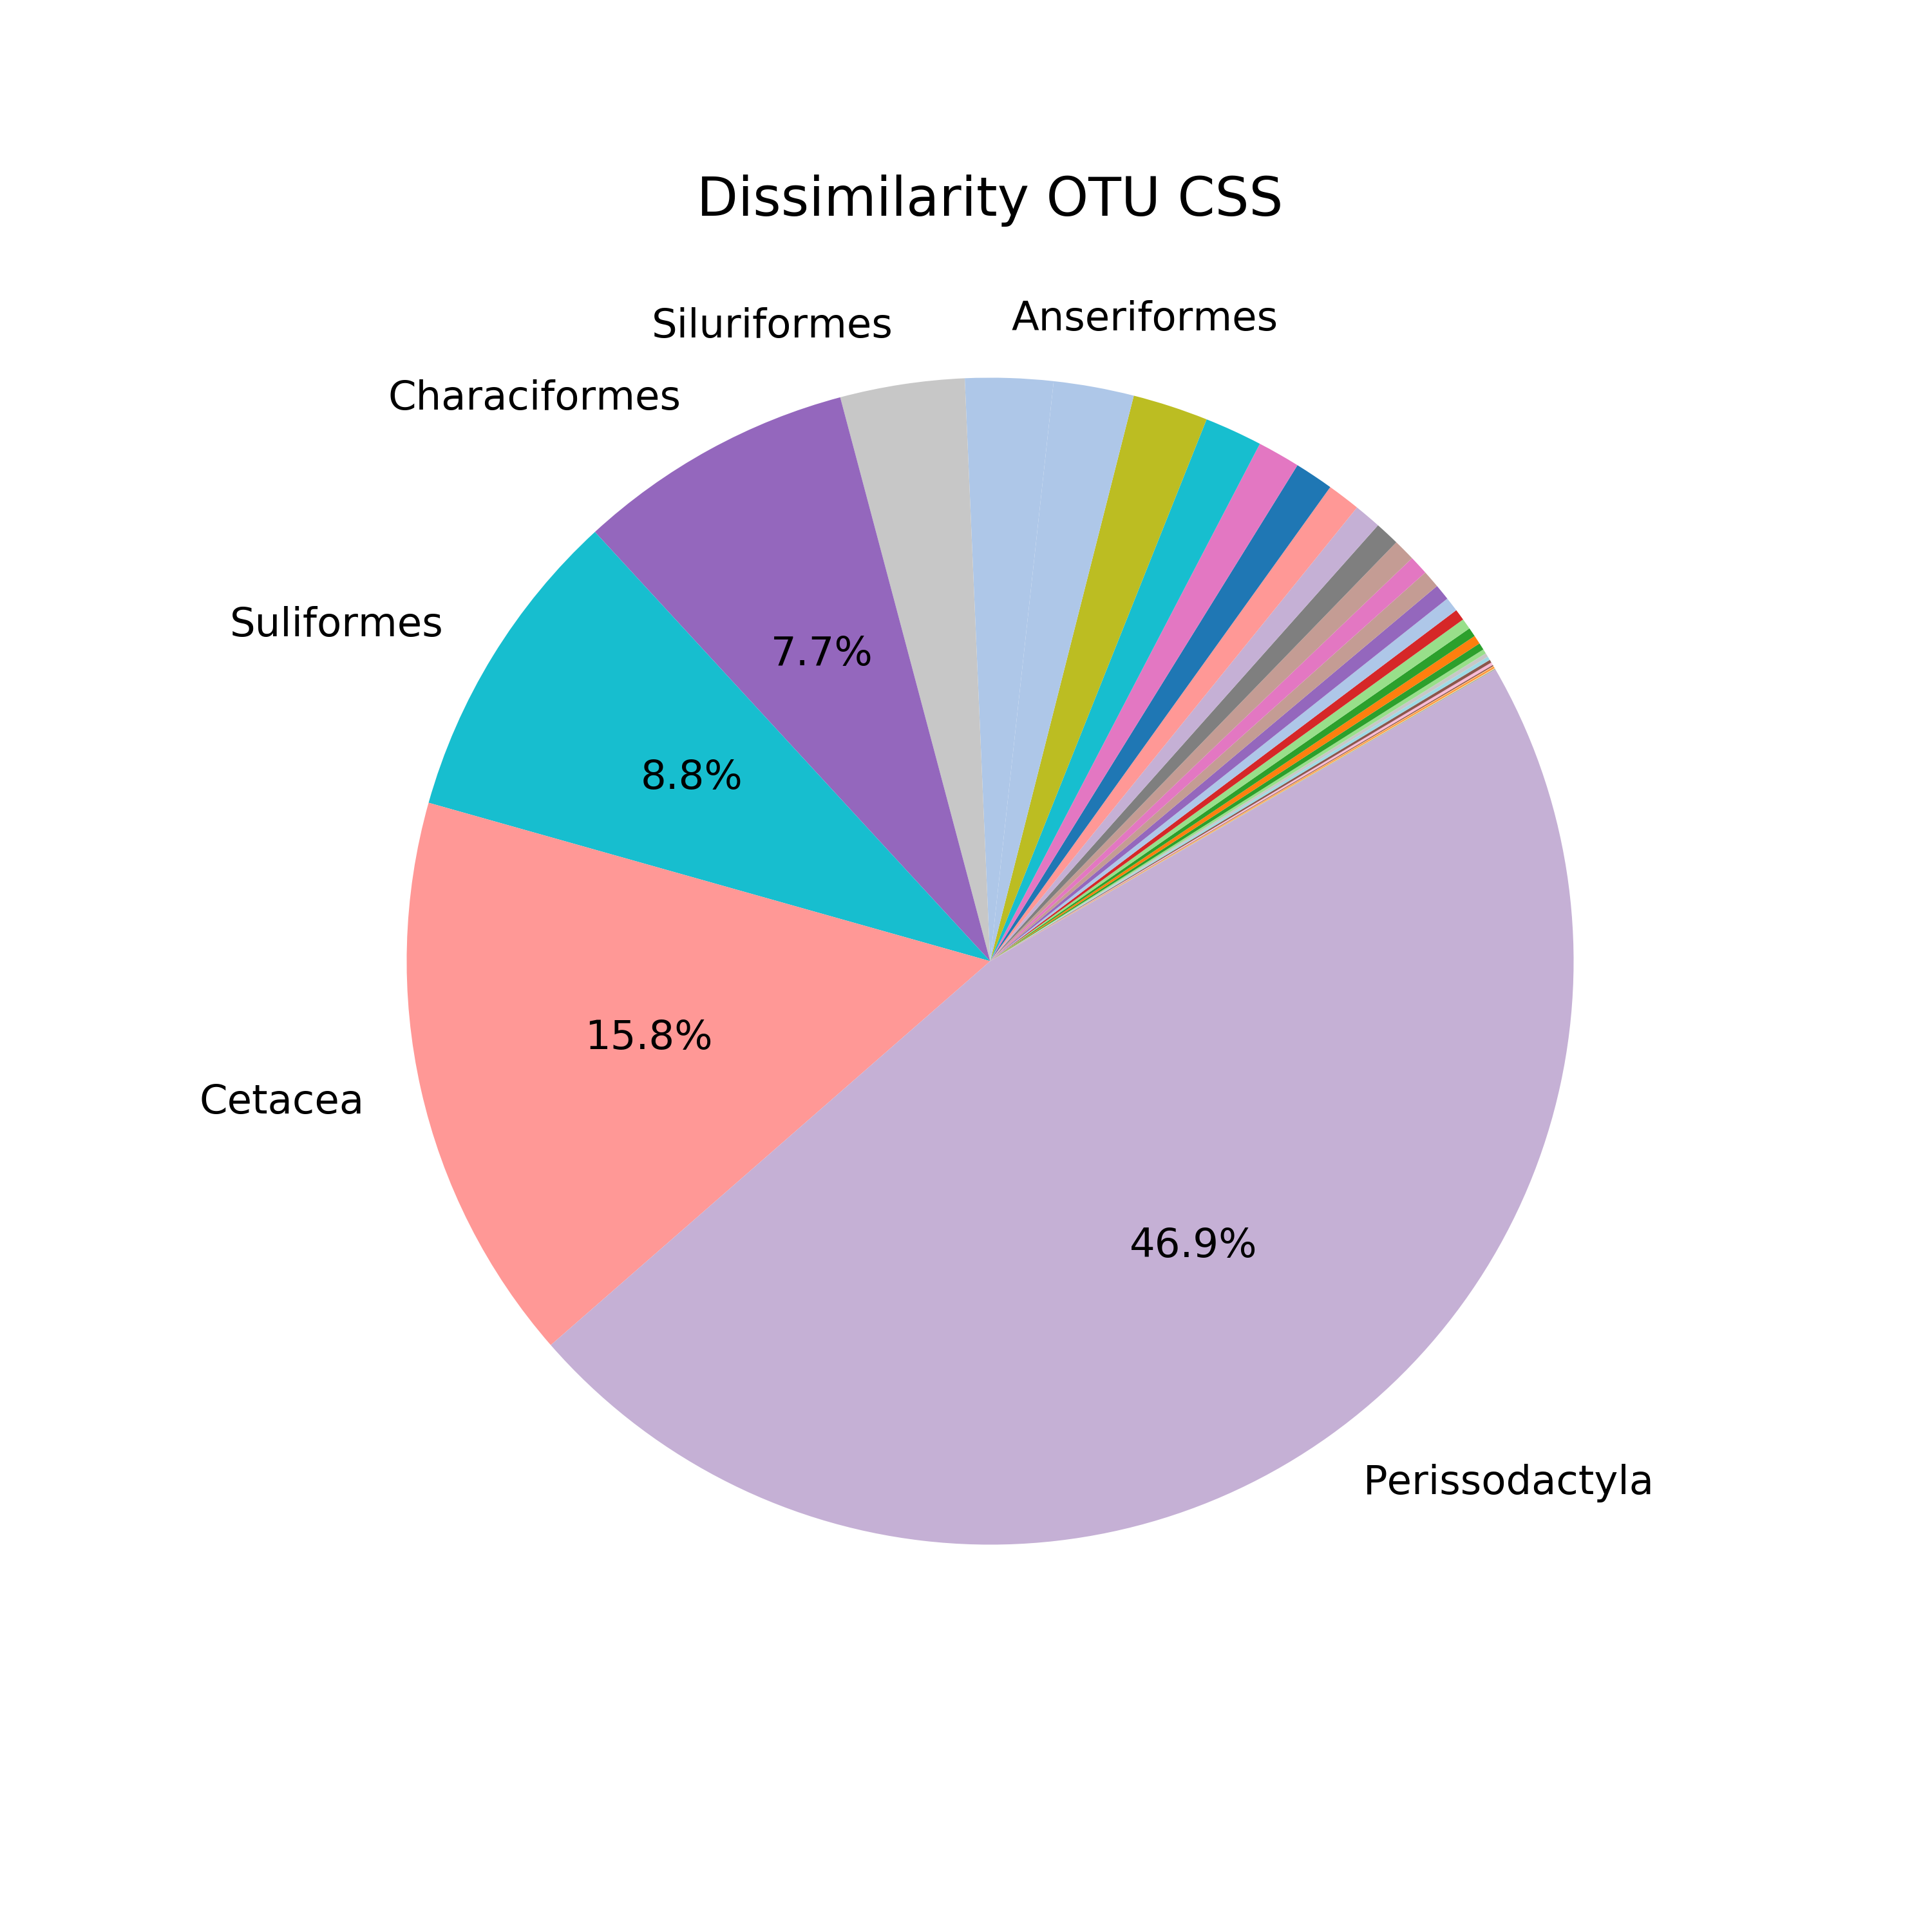 Dissimilarity OTU CSS
Siluriformes
Anseriformes
Characiformes
Suliformes
7.7%
8.8%
15.8%
Cetacea
46.9%
Perissodactyla